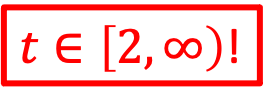 t ∈ [2, ∞)!